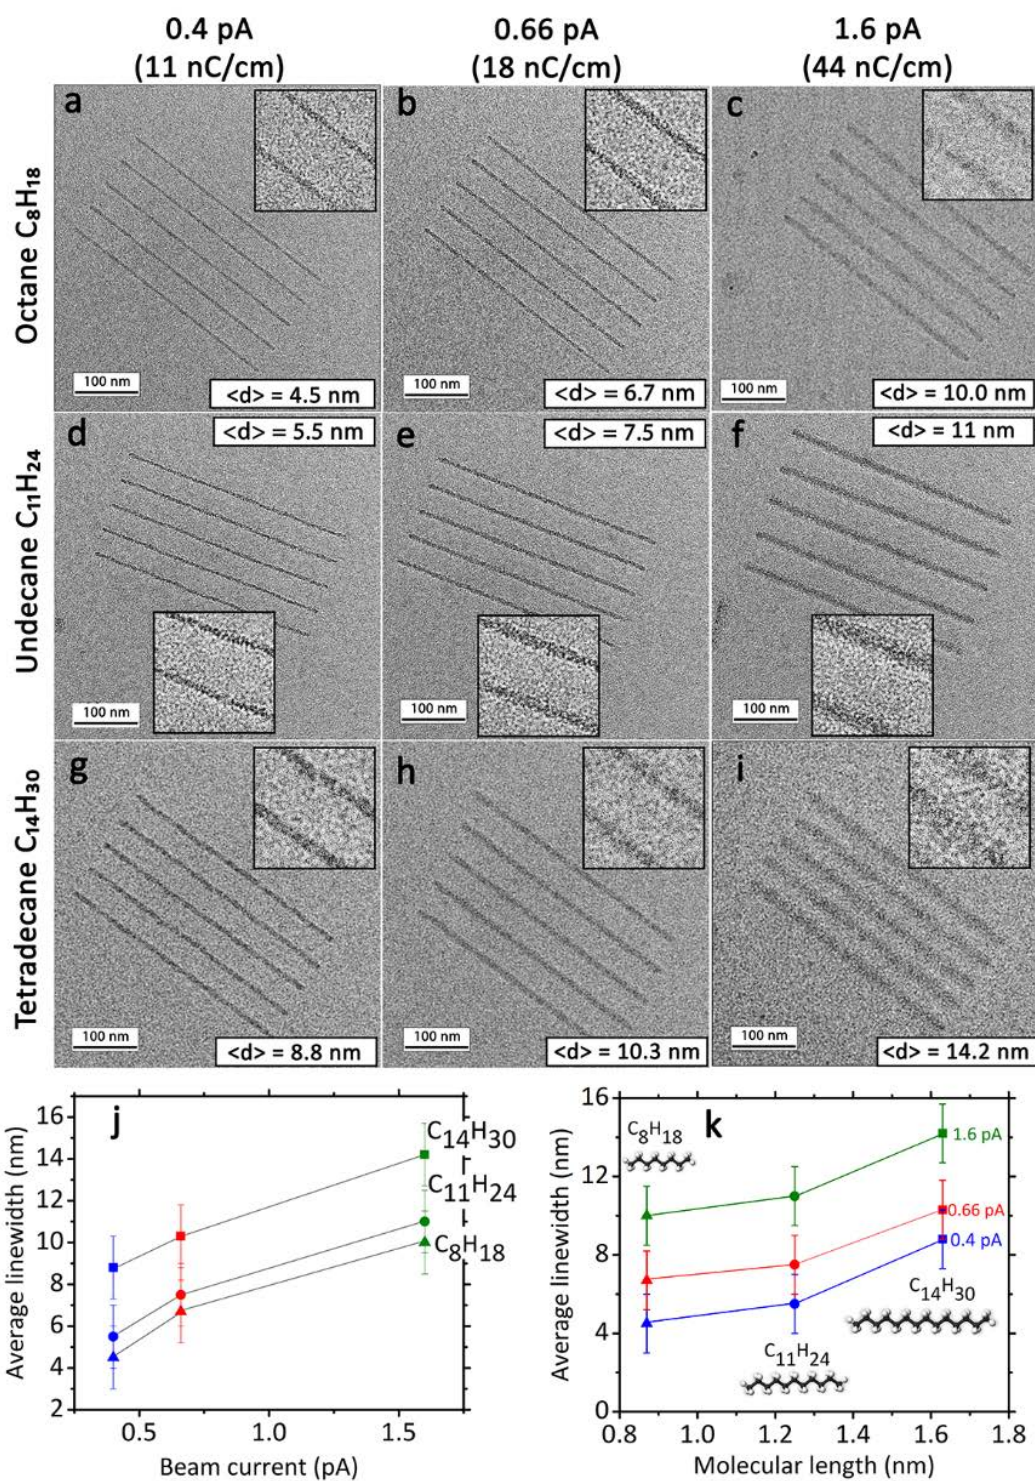 0.4 pA
(11 nC/cm)
0.66 pA
(18 nC/cm)
1.6 pA
(44 nC/cm)
Octane C₈H₁₈
a
100 nm
<d> = 4.5 nm
b
100 nm
<d> = 6.7 nm
c
100 nm
<d> = 10.0 nm
Undecane C₁₁H₂₄
d
<d> = 5.5 nm
100 nm
e
<d> = 7.5 nm
100 nm
f
<d> = 11 nm
100 nm
Tetradecane C₁₄H₃₀
g
100 nm
<d> = 8.8 nm
h
100 nm
<d> = 10.3 nm
i
100 nm
<d> = 14.2 nm
j
Average linewidth (nm)
16
14
12
10
8
6
4
2
C₁₄H₃₀
C₁₁H₂₄
C₈H₁₈
0.5
1.0
1.5
Beam current (pA)
k
Average linewidth (nm)
16
12
8
4
0
C₈H₁₈
1.6 pA
0.66 pA
0.4 pA
C₁₄H₃₀
C₁₁H₂₄
0.8
1.0
1.2
1.4
1.6
1.8
Molecular length (nm)